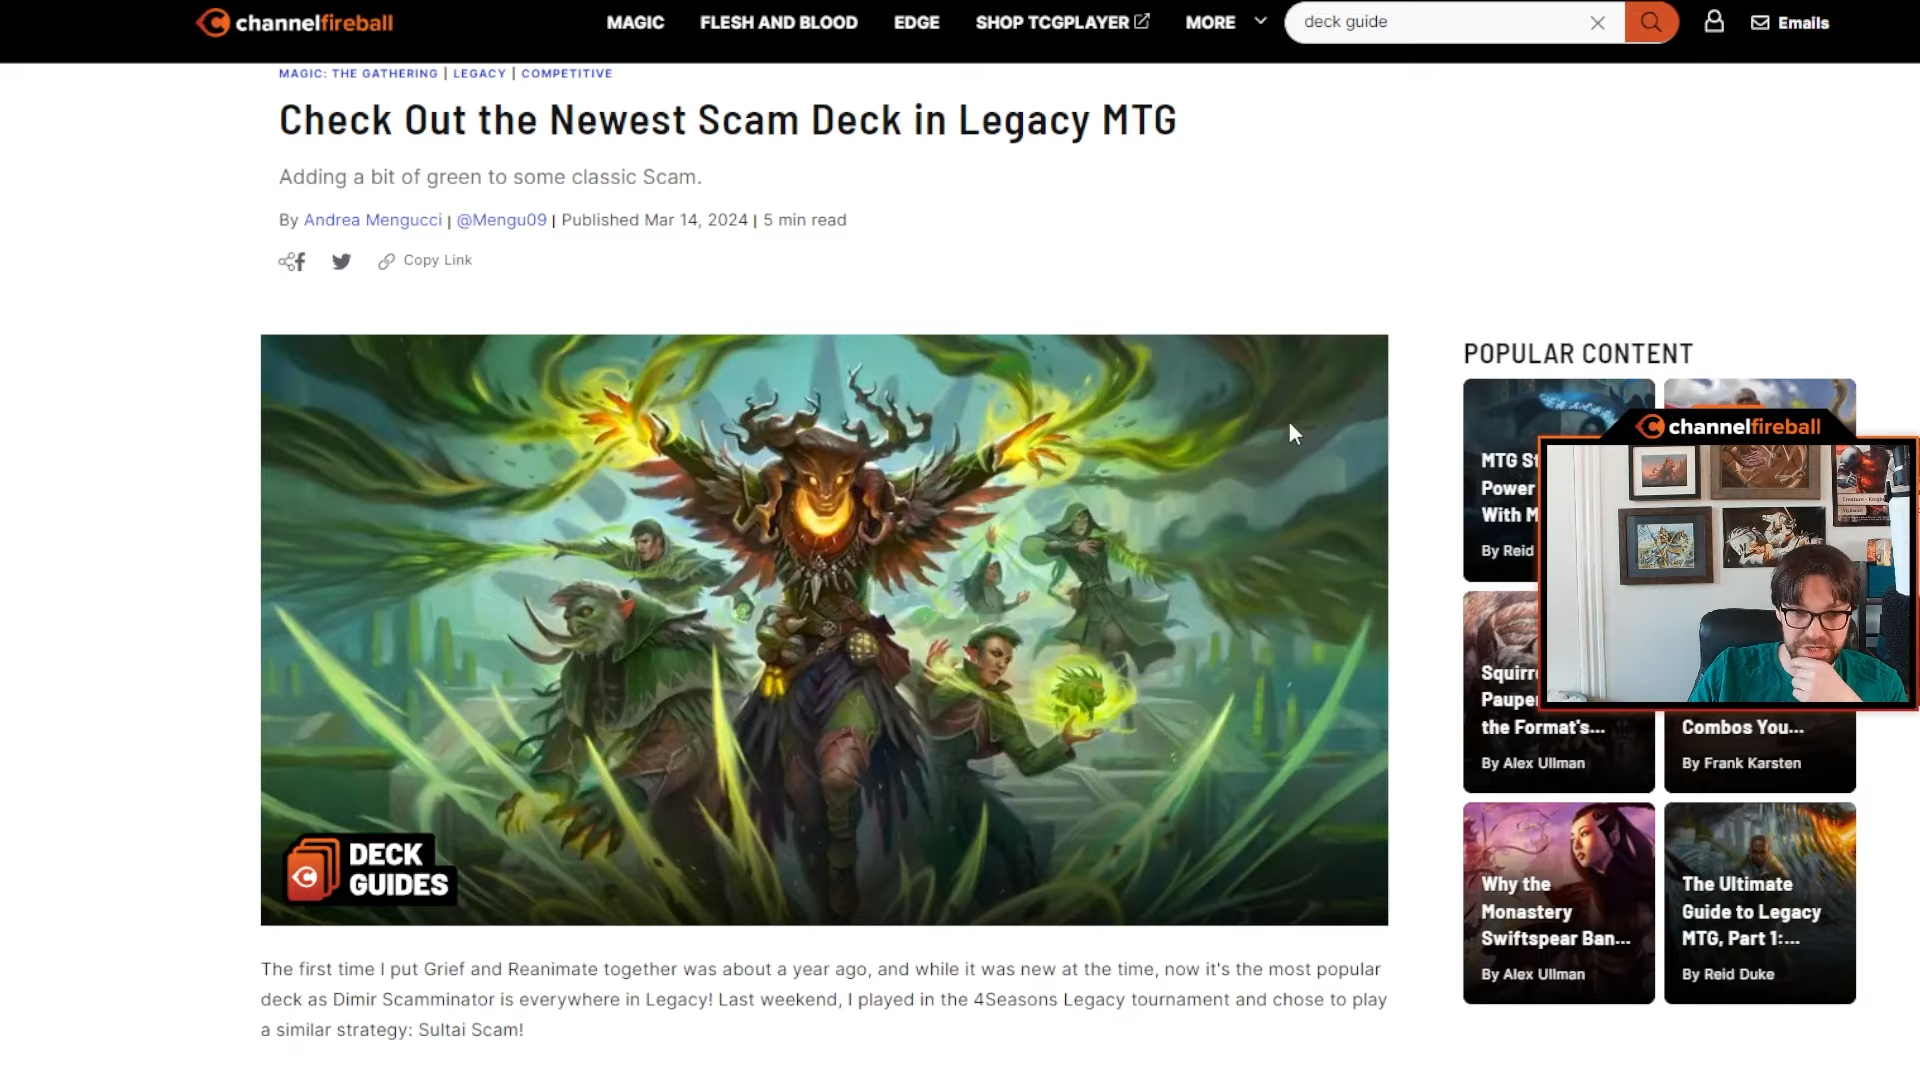 channelfireball
MAGIC
FLESH AND BLOOD
EDGE
SHOP TCGPLAYER
MORE
deck guide
Emails
MAGIC: THE GATHERING | LEGACY | COMPETITIVE
Check Out the Newest Scam Deck in Legacy MTG
Adding a bit of green to some classic Scam.
By Andrea Mengucci | @Mengu09 | Published Mar 14, 2024 | 5 min read
Copy Link
DECK
GUIDES
The first time I put Grief and Reanimate together was about a year ago, and while it was new at the time, now it's the most popular
deck as Dimir Scamminator is everywhere in Legacy! Last weekend, I played in the 4Seasons Legacy tournament and chose to play
a similar strategy: Sultai Scam!
POPULAR CONTENT
MTG
Power
With
By Reid
channelfireball
Pauper
the Format's...
By Alex Ullman
Combos You...
By Frank Karsten
Why the
Monastery
Swiftspear Ban...
By Alex Ullman
The Ultimate
Guide to Legacy
MTG, Part 1:...
By Reid Duke